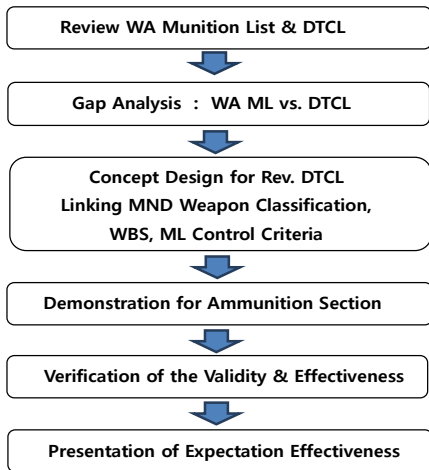 Review WA Munition List & DTCL
Gap Analysis : WA ML vs. DTCL
Concept Design for Rev. DTCL
Linking MND Weapon Classification,
WBS, ML Control Criteria
Demonstration for Ammunition Section
Verification of the Validity & Effectiveness
Presentation of Expectation Effectiveness